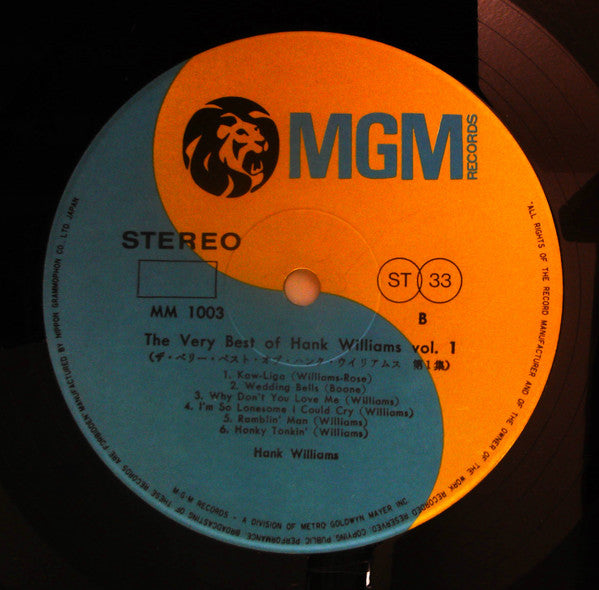 MGM
RECORDS
STEREO
MM 1003
ST 33
B
The Very Best of Hank Williams vol. 1
(ザ・ベリー・ベスト・オブ・ハンク・ウイリアムス 第1集)
1. Kaw-Liga (Williams-Rose)
2. Wedding Bells (Boone)
3. Why Don't You Love Me (Williams)
4. I'm So Lonesome I Could Cry (Williams)
5. Ramblin' Man (Williams)
6. Honky Tonkin' (Williams)
Hank Williams
M-G-M RECORDS - A DIVISION OF METRO GOLDWYN MAYER INC.
"ALL RIGHTS OF THE RECORD MANUFACTURER AND OF THE OWNER OF THE WORK RECORDED RESERVED COPYING PUBLIC PERFORMANCE BROADCASTING OF THESE RECORDS ARE FORBIDDEN MANUFACTURED BY NIPPON GRAMMOPHON CO. LTD JAPAN